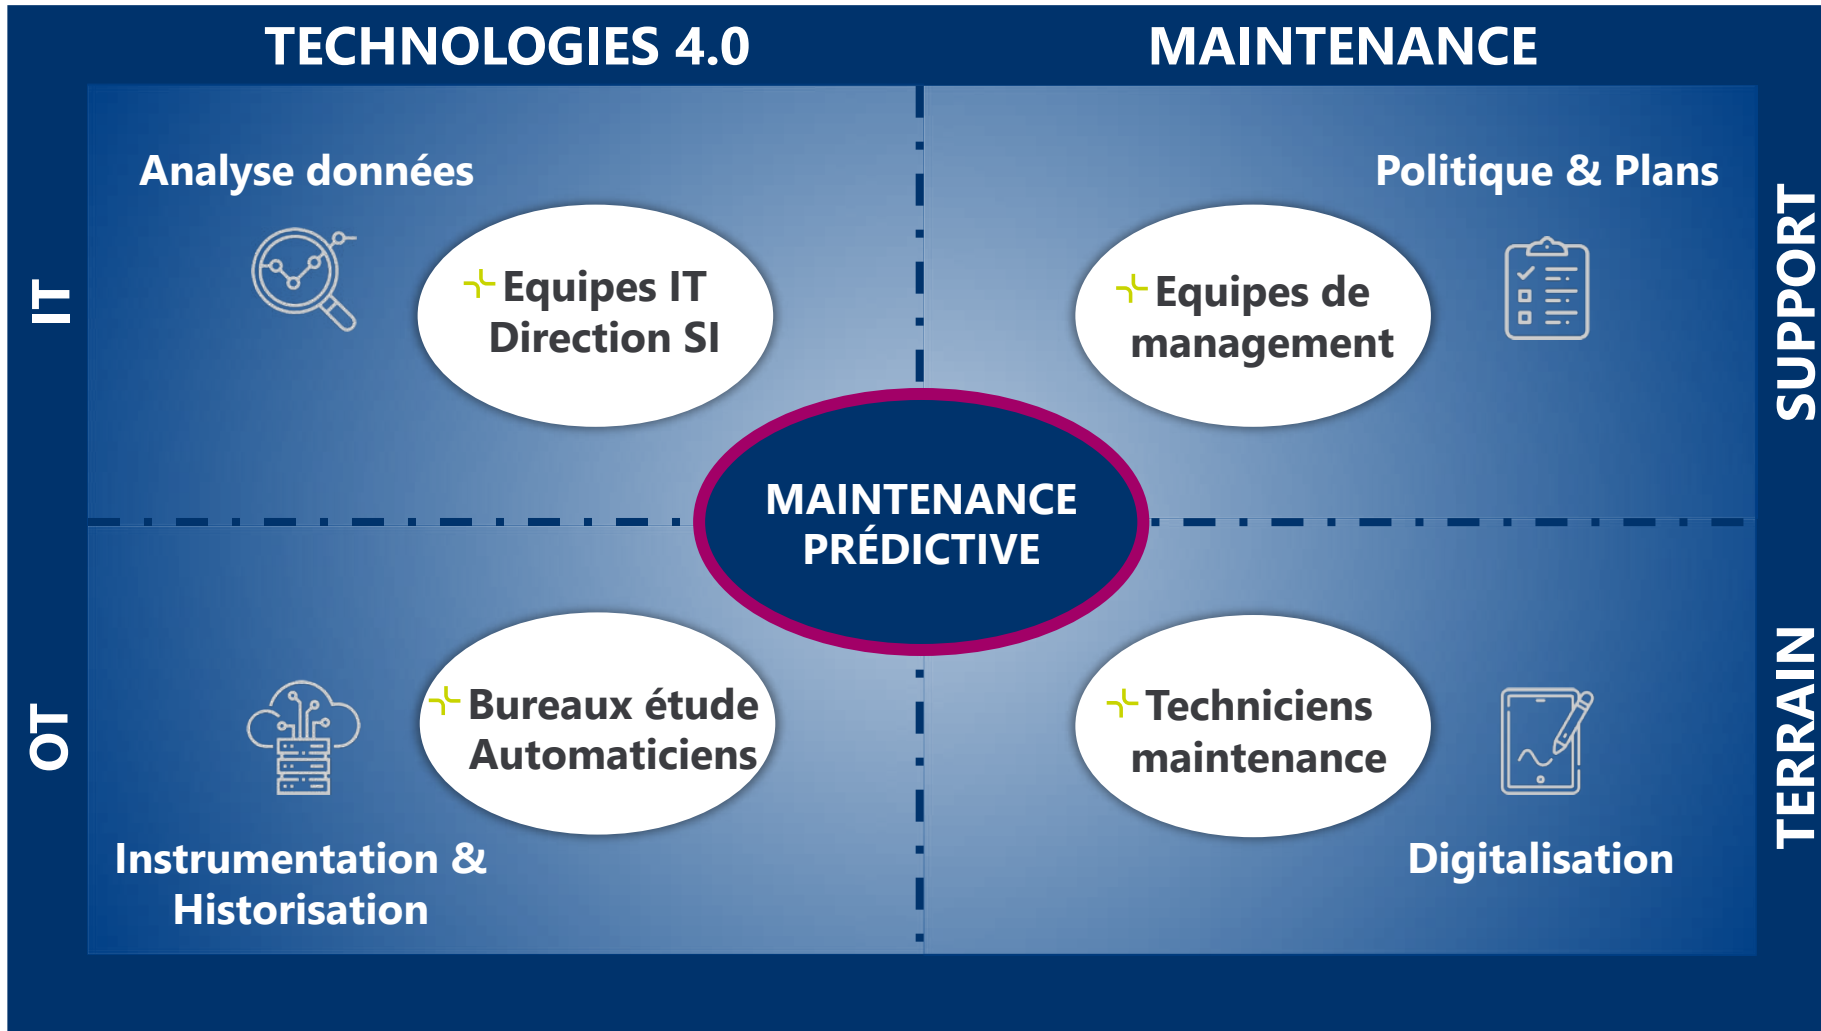 TECHNOLOGIES 4.0
MAINTENANCE
IT
Analyse données
Equipes IT
Direction SI
Politique & Plans
Equipes de
management
SUPPORT
MAINTENANCE
PRÉDICTIVE
OT
Bureaux étude
Automaticiens
Instrumentation &
Historisation
Techniciens
maintenance
Digitalisation
TERRAIN